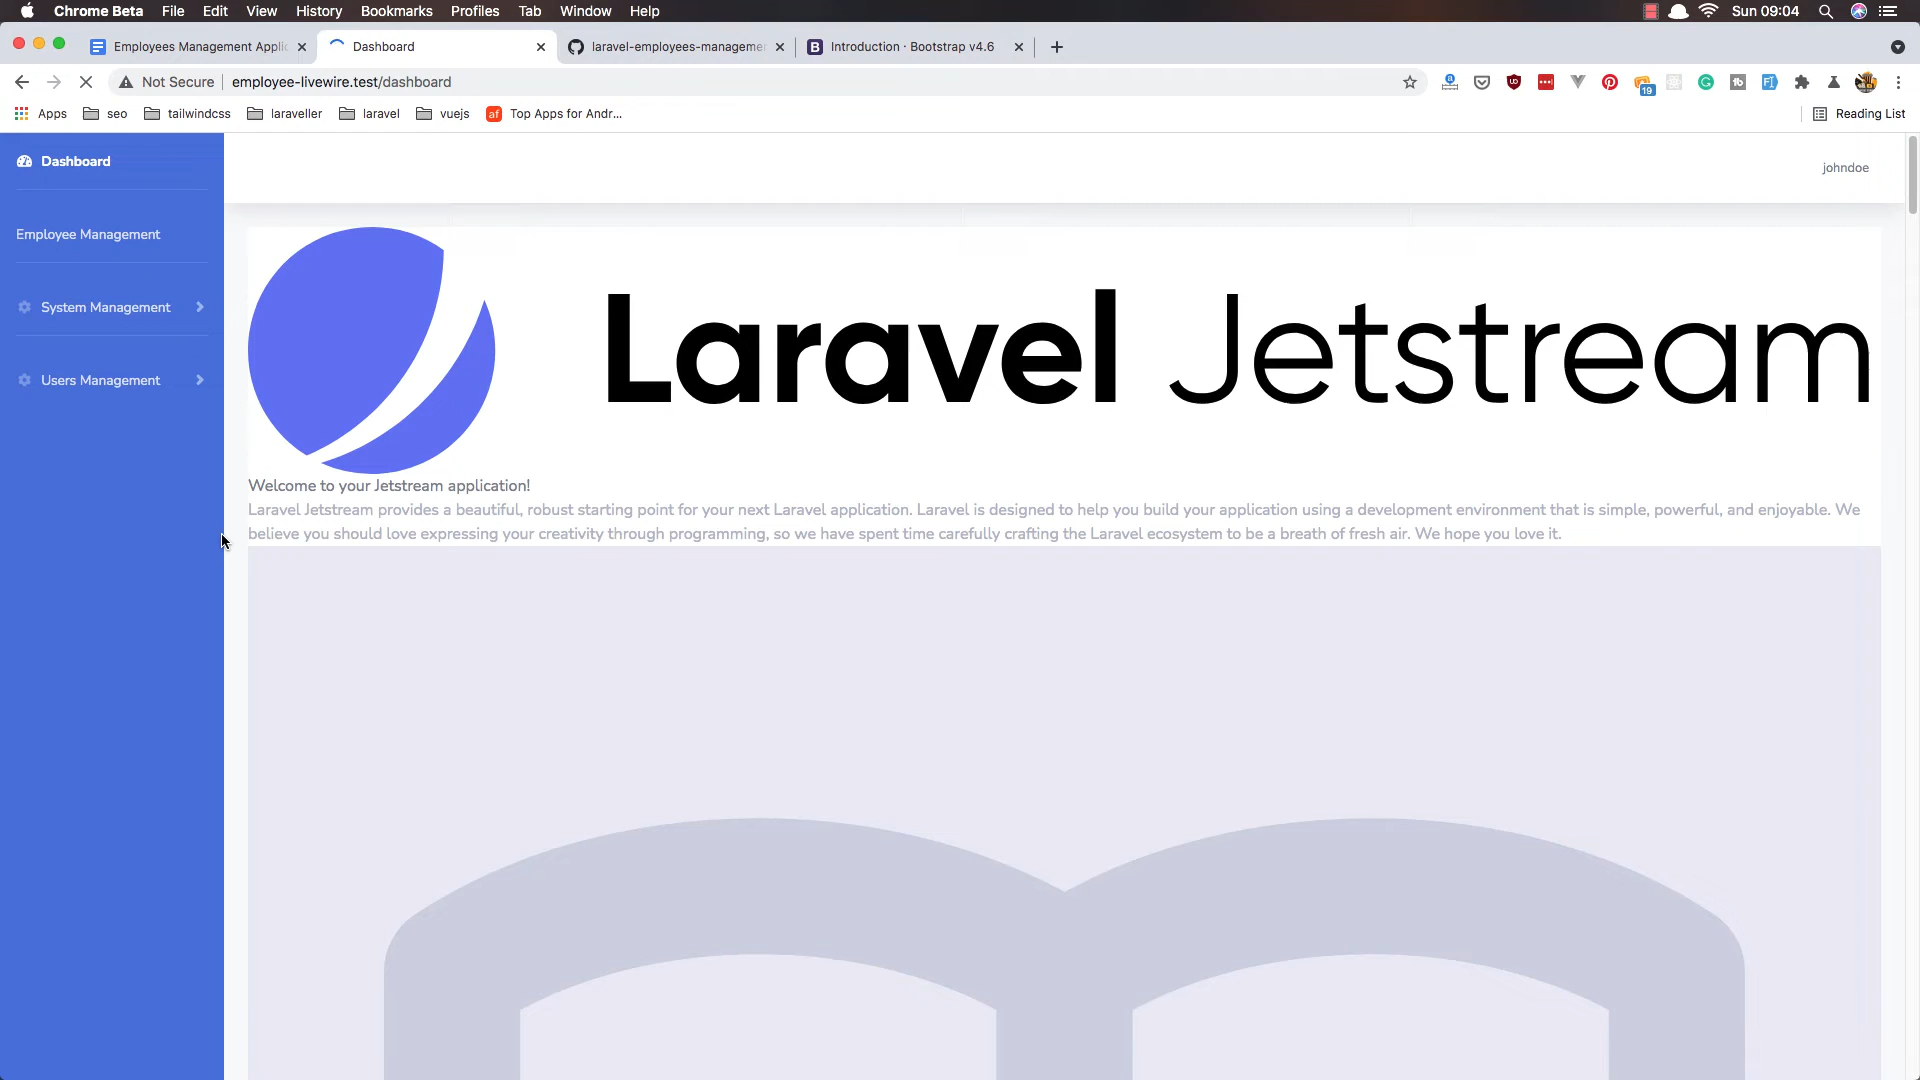 Chrome Beta File Edit View History Bookmarks Profiles Tab Window Help Sun 09:04
Employees Management Applic Dashboard laravel-employees-managemen Introduction · Bootstrap v4.6
Not Secure employee-livewire.test/dashboard 19
Apps seo tailwindcss laraveller laravel vuejs af Top Apps for Andr... Reading List
Dashboard
johndoe
Employee Management
System Management
Users Management
Laravel Jetstream
Welcome to your Jetstream application!
Laravel Jetstream provides a beautiful, robust starting point for your next Laravel application. Laravel is designed to help you build your application using a development environment that is simple, powerful, and enjoyable. We
believe you should love expressing your creativity through programming, so we have spent time carefully crafting the Laravel ecosystem to be a breath of fresh air. We hope you love it.